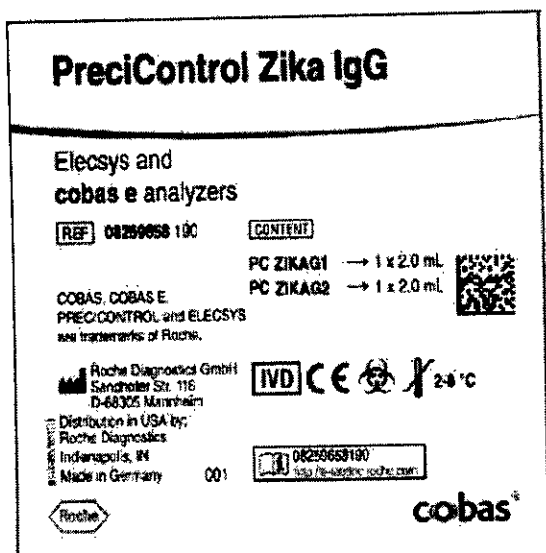 PreciControl Zika IgG
Elecsys and
cobas e analyzers
REF 08259658 190
CONTENT
PC ZIKAG1 → 1 x 2.0 mL
PC ZIKAG2 → 1 x 2.0 mL
COBAS, COBAS E,
PRECICONTROL and ELECSYS
are trademarks of Roche.
Roche Diagnostics GmbH
Sandhofer Str. 116
D-68305 Mannheim
IVD CE 2-8 °C
Distribution in USA by:
Roche Diagnostics
Indianapolis, IN
Made in Germany 001
08259658190
roche.com
Roche
cobas®